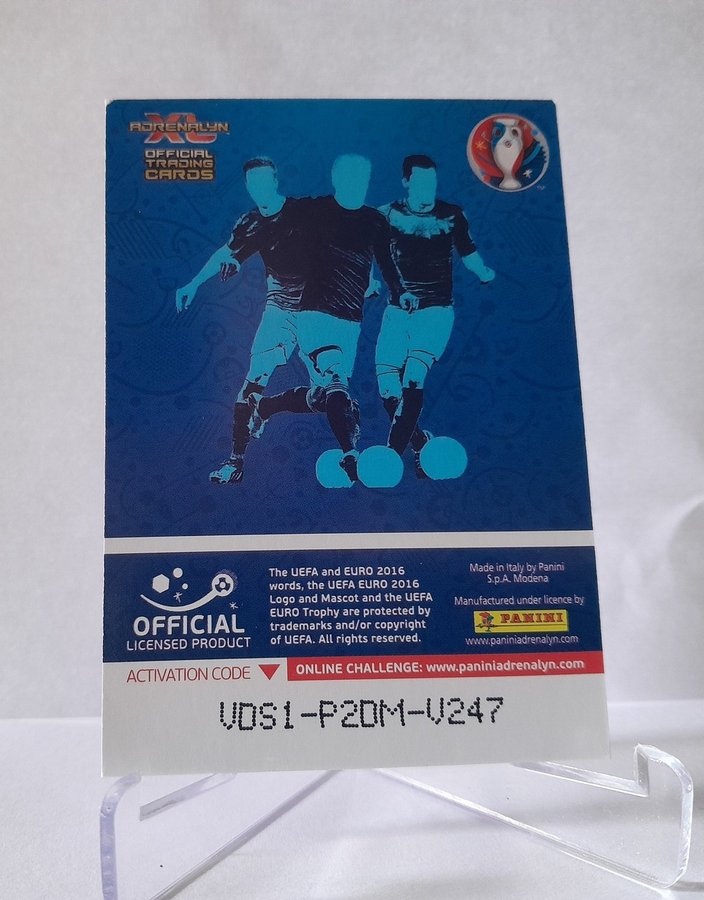 ADRENALYN
XL
OFFICIAL
TRADING
CARDS
The UEFA and EURO 2016
words, the UEFA EURO 2016
Logo and Mascot and the UEFA
EURO Trophy are protected by
trademarks and/or copyright
of UEFA. All rights reserved.
OFFICIAL
LICENSED PRODUCT
Made in Italy by Panini
S.p.A. Modena
Manufactured under licence by
PANINI
www.paniniadrenalyn.com
ACTIVATION CODE
ONLINE CHALLENGE: www.paniniadrenalyn.com
VDS1-P2DM-V247